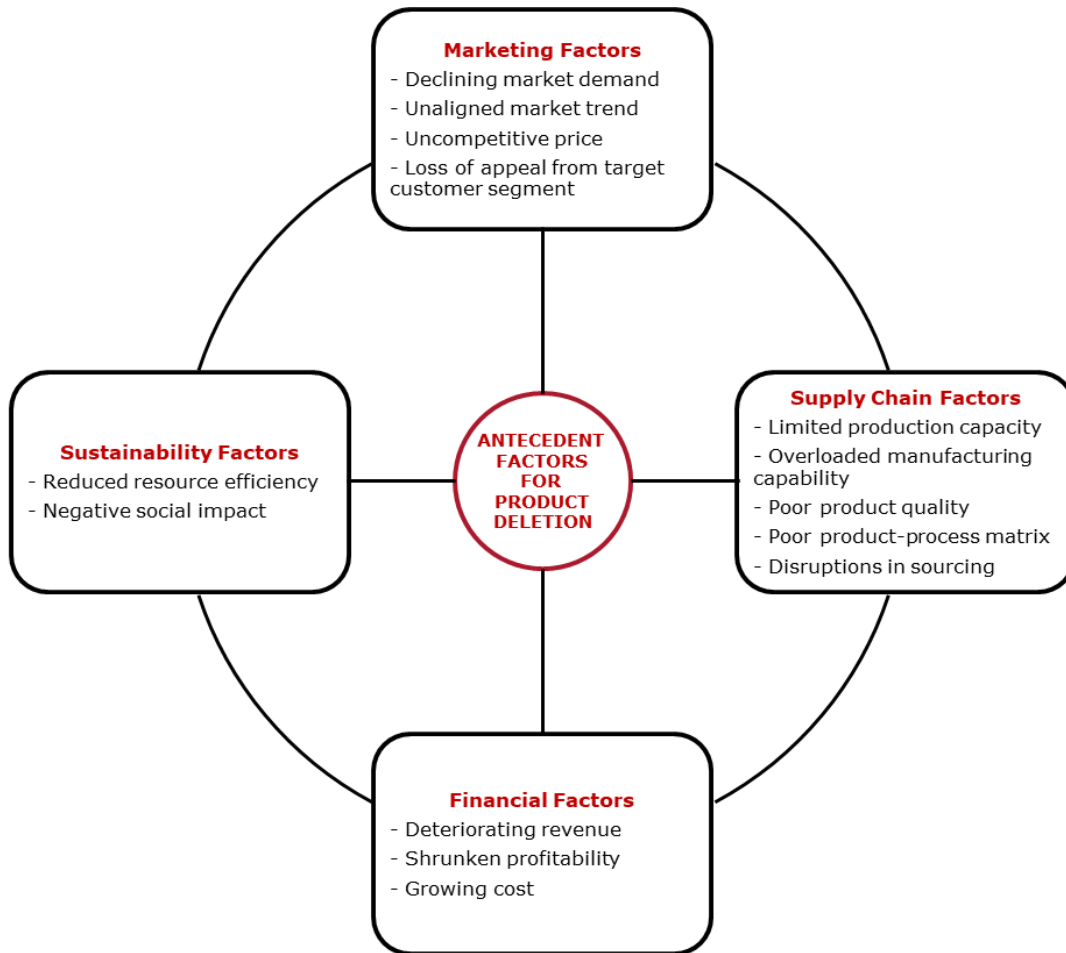 Marketing Factors
- Declining market demand
- Unaligned market trend
- Uncompetitive price
- Loss of appeal from target
customer segment
Sustainability Factors
- Reduced resource efficiency
- Negative social impact
ANTECEDENT
FACTORS
FOR
PRODUCT
DELETION
Supply Chain Factors
- Limited production capacity
- Overloaded manufacturing
capability
- Poor product quality
- Poor product-process matrix
- Disruptions in sourcing
Financial Factors
- Deteriorating revenue
- Shrunken profitability
- Growing cost